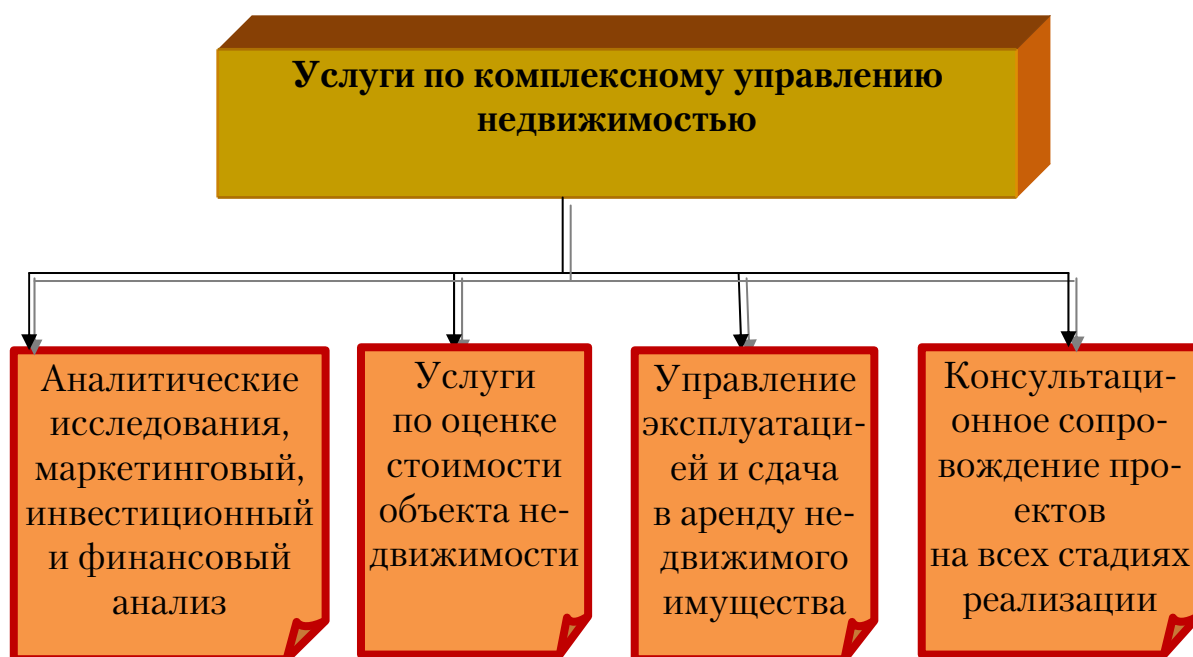 Услуги по комплексному управлению
недвижимостью
Аналитические
исследования,
маркетинговый,
инвестиционный
и финансовый
анализ
Услуги
по оценке
стоимости
объекта не-
движимости
Управление
эксплуатаци-
ей и сдача
в аренду не-
движимого
имущества
Консультаци-
онное сопро-
вождение про-
ектов
на всех стадиях
реализации